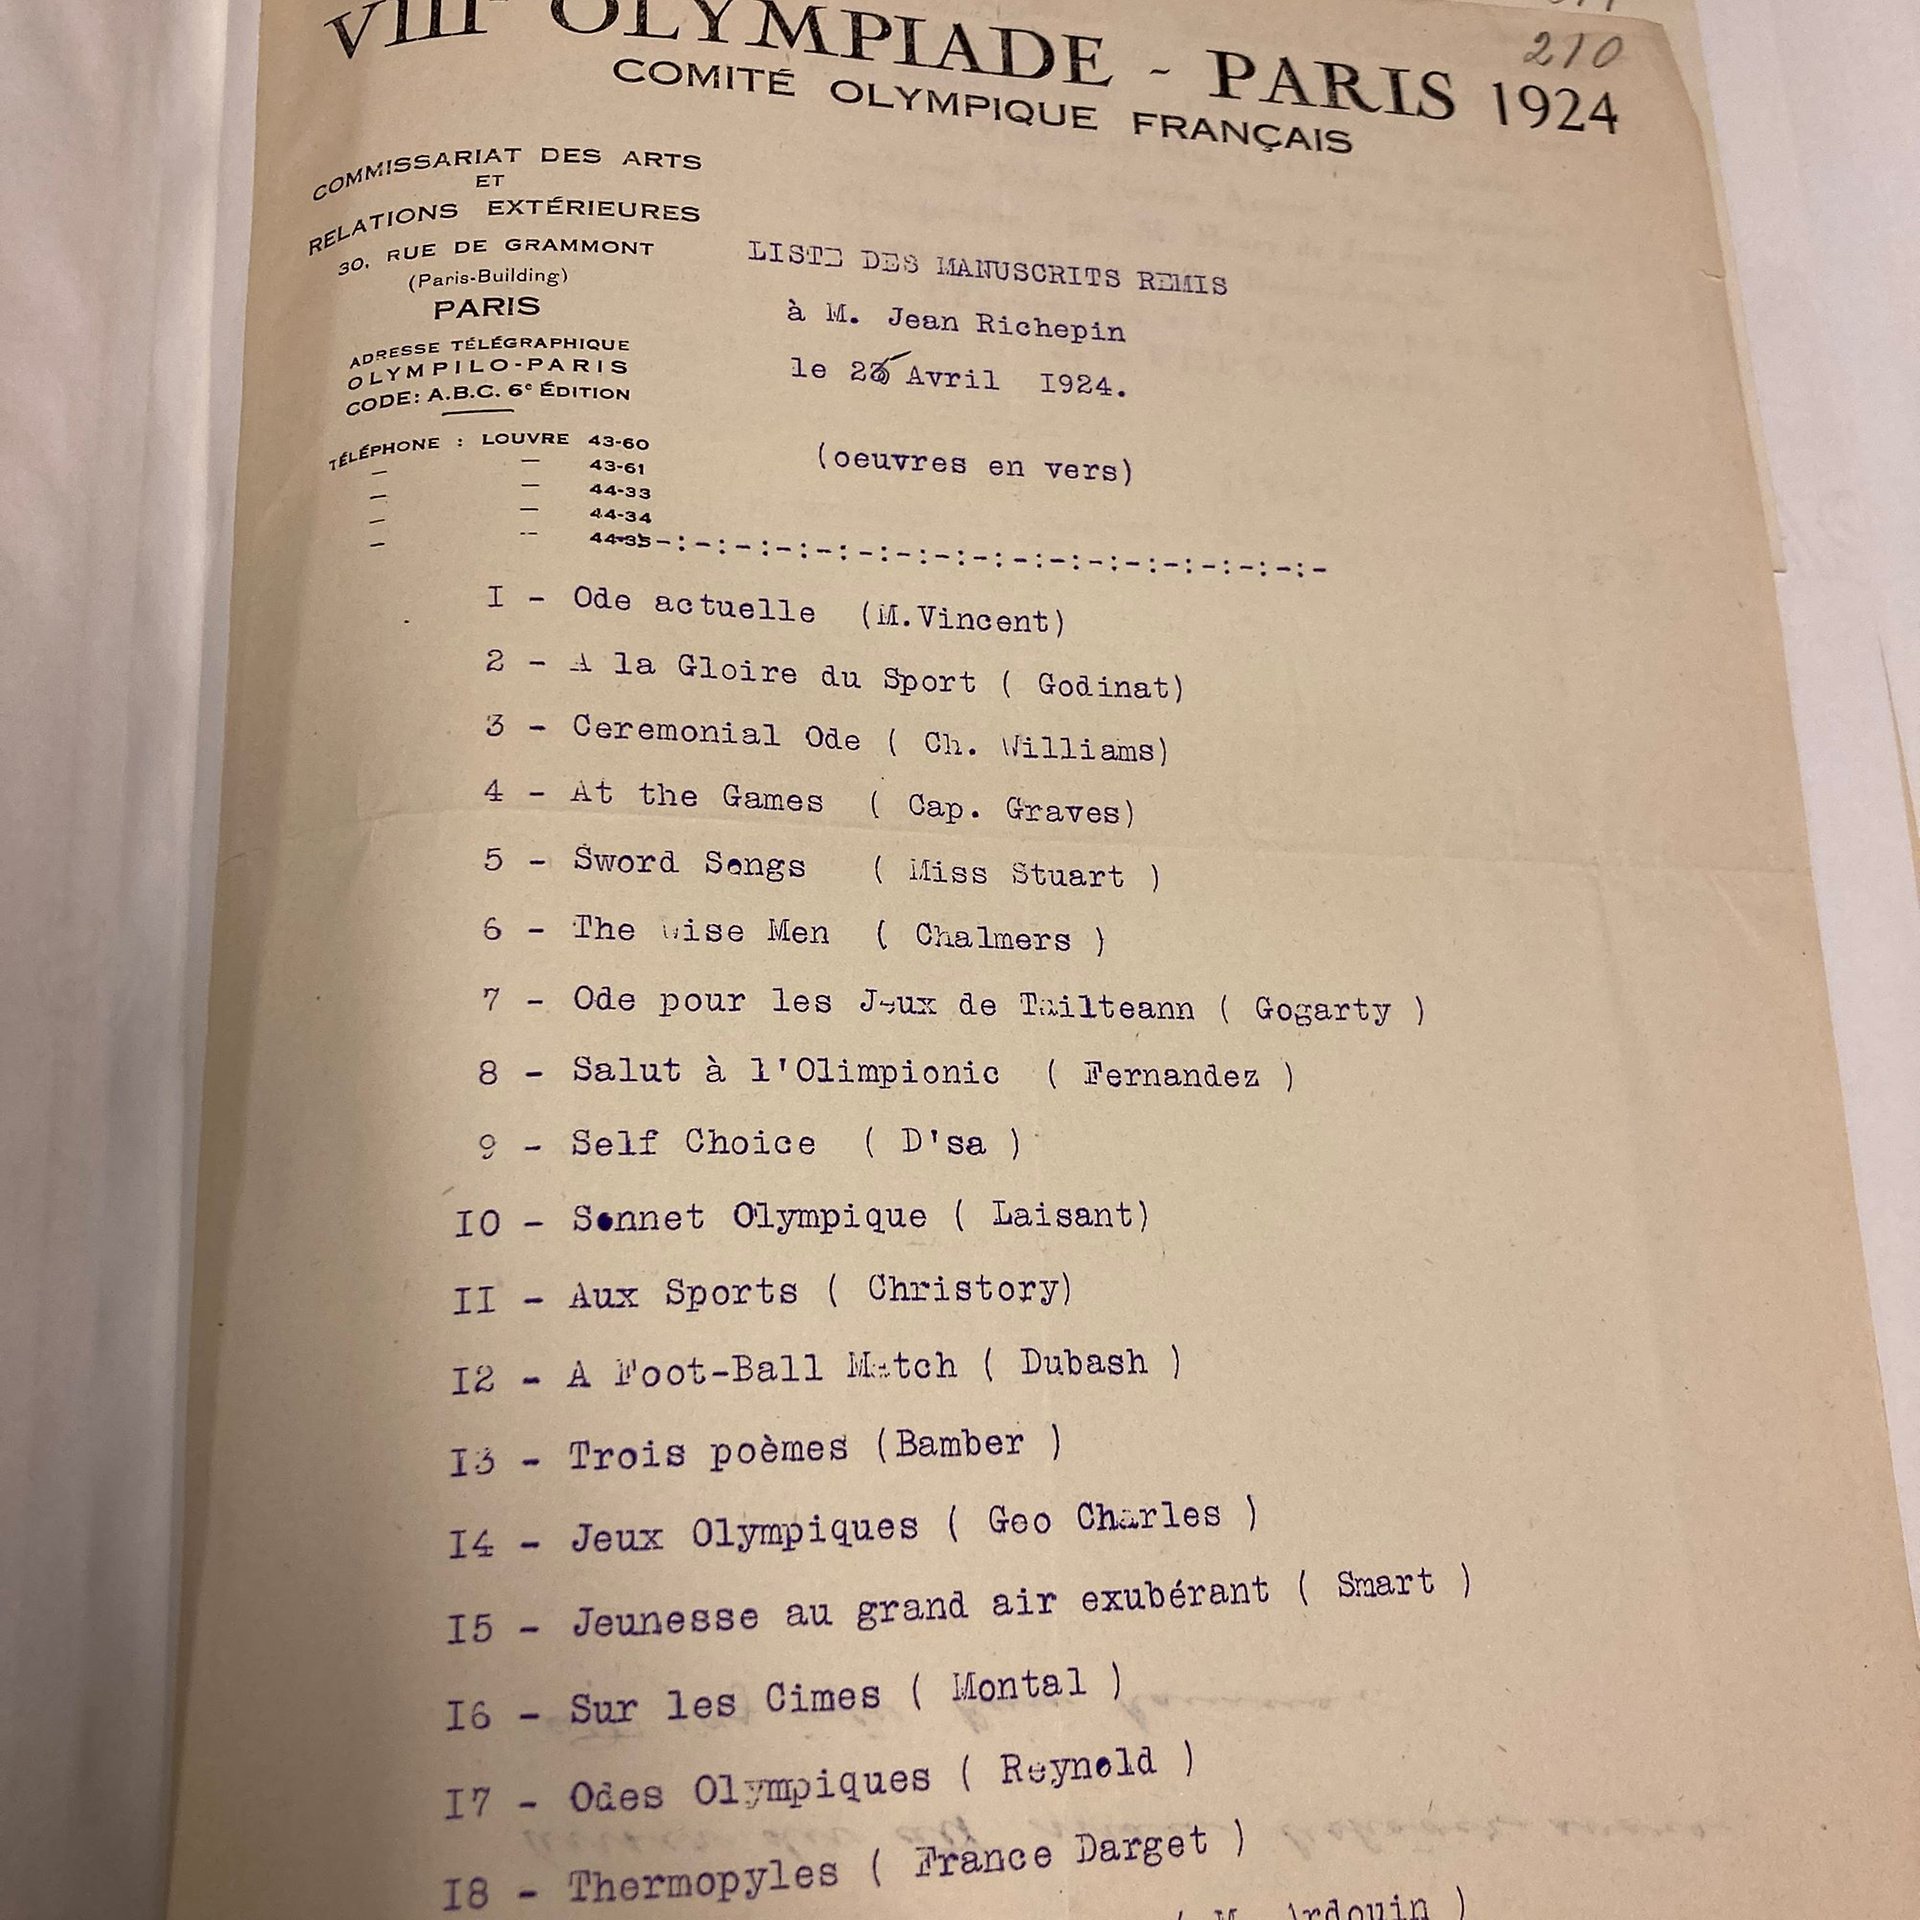 210
VIIIe OLYMPIADE - PARIS 1924
COMITÉ OLYMPIQUE FRANÇAIS
COMMISSARIAT DES ARTS
ET
RELATIONS EXTÉRIEURES
30, RUE DE GRAMMONT
(Paris-Building)
PARIS
ADRESSE TÉLÉGRAPHIQUE
OLYMPILO-PARIS
CODE: A.B.C. 6e ÉDITION
TÉLÉPHONE : LOUVRE 43-60
— — 43-61
— — 44-33
— — 44-34
— — 44-35
LISTE DES MANUSCRITS REMIS
à M. Jean Richepin
le 25 Avril 1924.
(oeuvres en vers)
-:-:-:-:-:-:-:-:-:-:-:-:-:-:-:-:-:-
I - Ode actuelle (M.Vincent)
2 - A la Gloire du Sport ( Godinat)
3 - Ceremonial Ode ( Ch. Williams)
4 - At the Games ( Cap. Graves)
5 - Sword Songs ( Miss Stuart )
6 - The Wise Men ( Chalmers )
7 - Ode pour les Jeux de Tailteann ( Gogarty )
8 - Salut à l'Olimpionic ( Fernandez )
9 - Self Choice ( D'sa )
I0 - Sonnet Olympique ( Laisant)
II - Aux Sports ( Christory)
I2 - A Foot-Ball Match ( Dubash )
I3 - Trois poèmes (Bamber )
I4 - Jeux Olympiques ( Geo Charles )
I5 - Jeunesse au grand air exubérant ( Smart )
I6 - Sur les Cimes ( Montal )
I7 - Odes Olympiques ( Reynold )
I8 - Thermopyles ( France Darget )
( M. Ardouin )